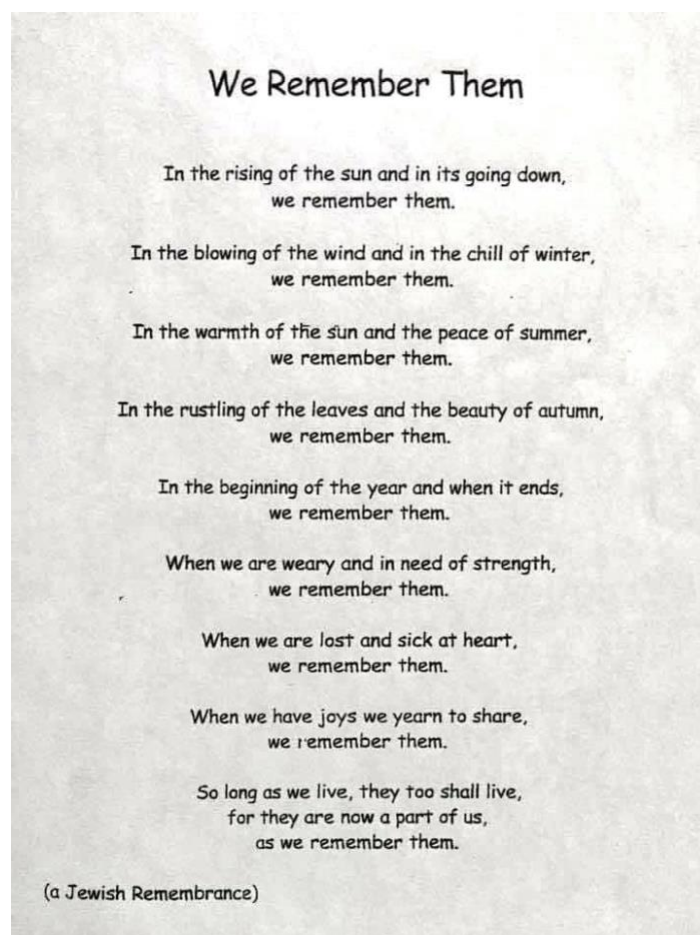 We Remember Them
In the rising of the sun and in its going down,
we remember them.
In the blowing of the wind and in the chill of winter,
we remember them.
In the warmth of the sun and the peace of summer,
we remember them.
In the rustling of the leaves and the beauty of autumn,
we remember them.
In the beginning of the year and when it ends,
we remember them.
When we are weary and in need of strength,
we remember them.
When we are lost and sick at heart,
we remember them.
When we have joys we yearn to share,
we remember them.
So long as we live, they too shall live,
for they are now a part of us,
as we remember them.
(a Jewish Remembrance)